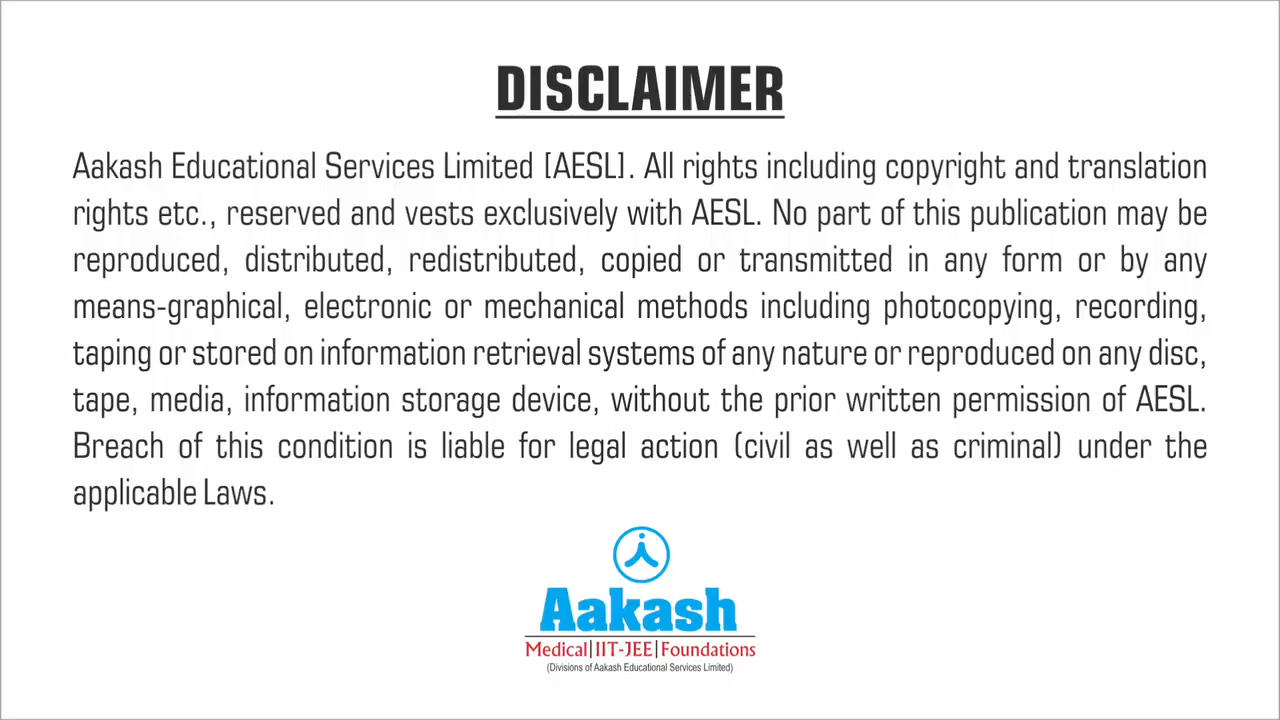 DISCLAIMER
Aakash Educational Services Limited [AESL]. All rights including copyright and translation
rights etc., reserved and vests exclusively with AESL. No part of this publication may be
reproduced, distributed, redistributed, copied or transmitted in any form or by any
means-graphical, electronic or mechanical methods including photocopying, recording,
taping or stored on information retrieval systems of any nature or reproduced on any disc,
tape, media, information storage device, without the prior written permission of AESL.
Breach of this condition is liable for legal action (civil as well as criminal) under the
applicable Laws.
Aakash
Medical|IIT-JEE|Foundations
(Divisions of Aakash Educational Services Limited)